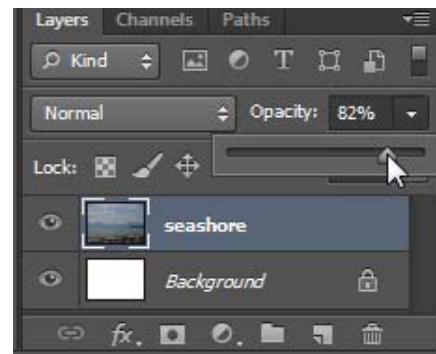 Layers Channels Paths
Kind
Normal Opacity: 82%
Lock:
seashore
Background
fx.